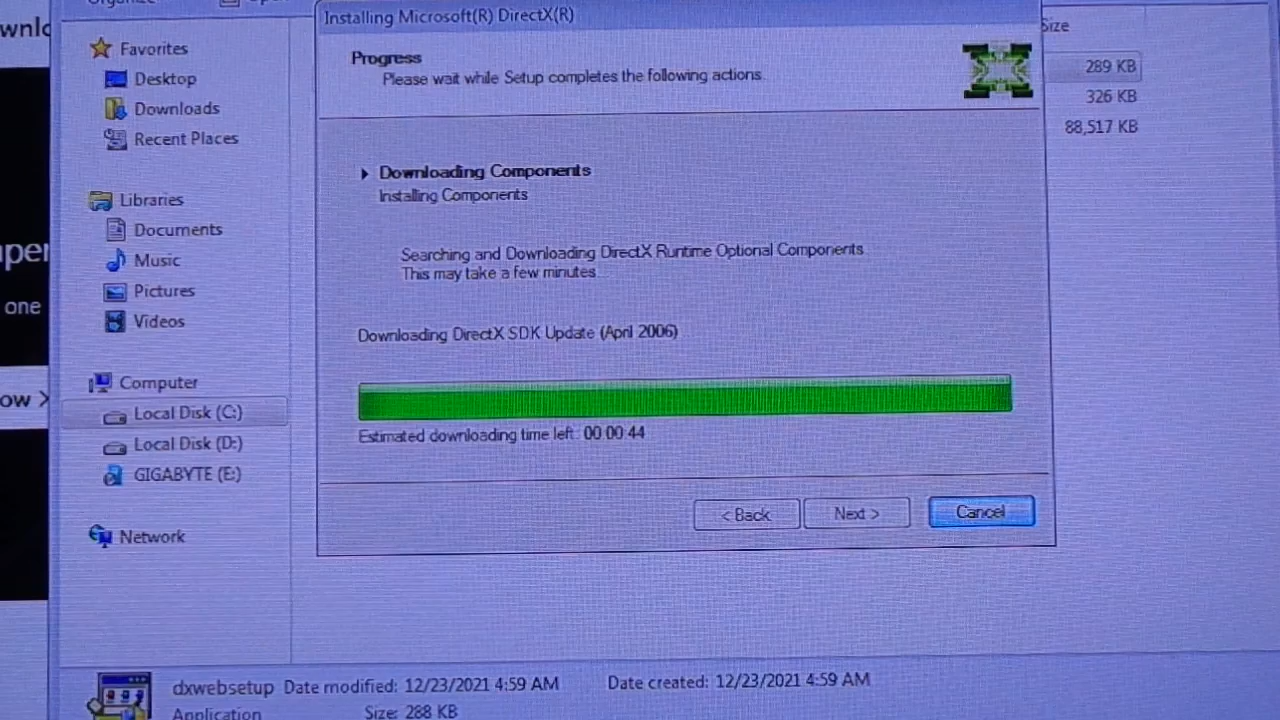 Installing Microsoft(R) DirectX(R)
Size
Favorites
Progress
Desktop
Please wait while Setup completes the following actions.
289 KB
Downloads
326 KB
Recent Places
88,517 KB
Downloading Components
Installing Components
Libraries
Documents
Music
Searching and Downloading DirectX Runtime Optional Components
This may take a few minutes...
Pictures
one
Videos
Downloading DirectX SDK Update (April 2006)
Computer
Local Disk (C:)
Local Disk (D:)
Estimated downloading time left: 00:00:44
GIGABYTE (E:)
< Back
Next >
Cancel
Network
dxwebsetup Date modified: 12/23/2021 4:59 AM
Date created: 12/23/2021 4:59 AM
Application
Size: 288 KB